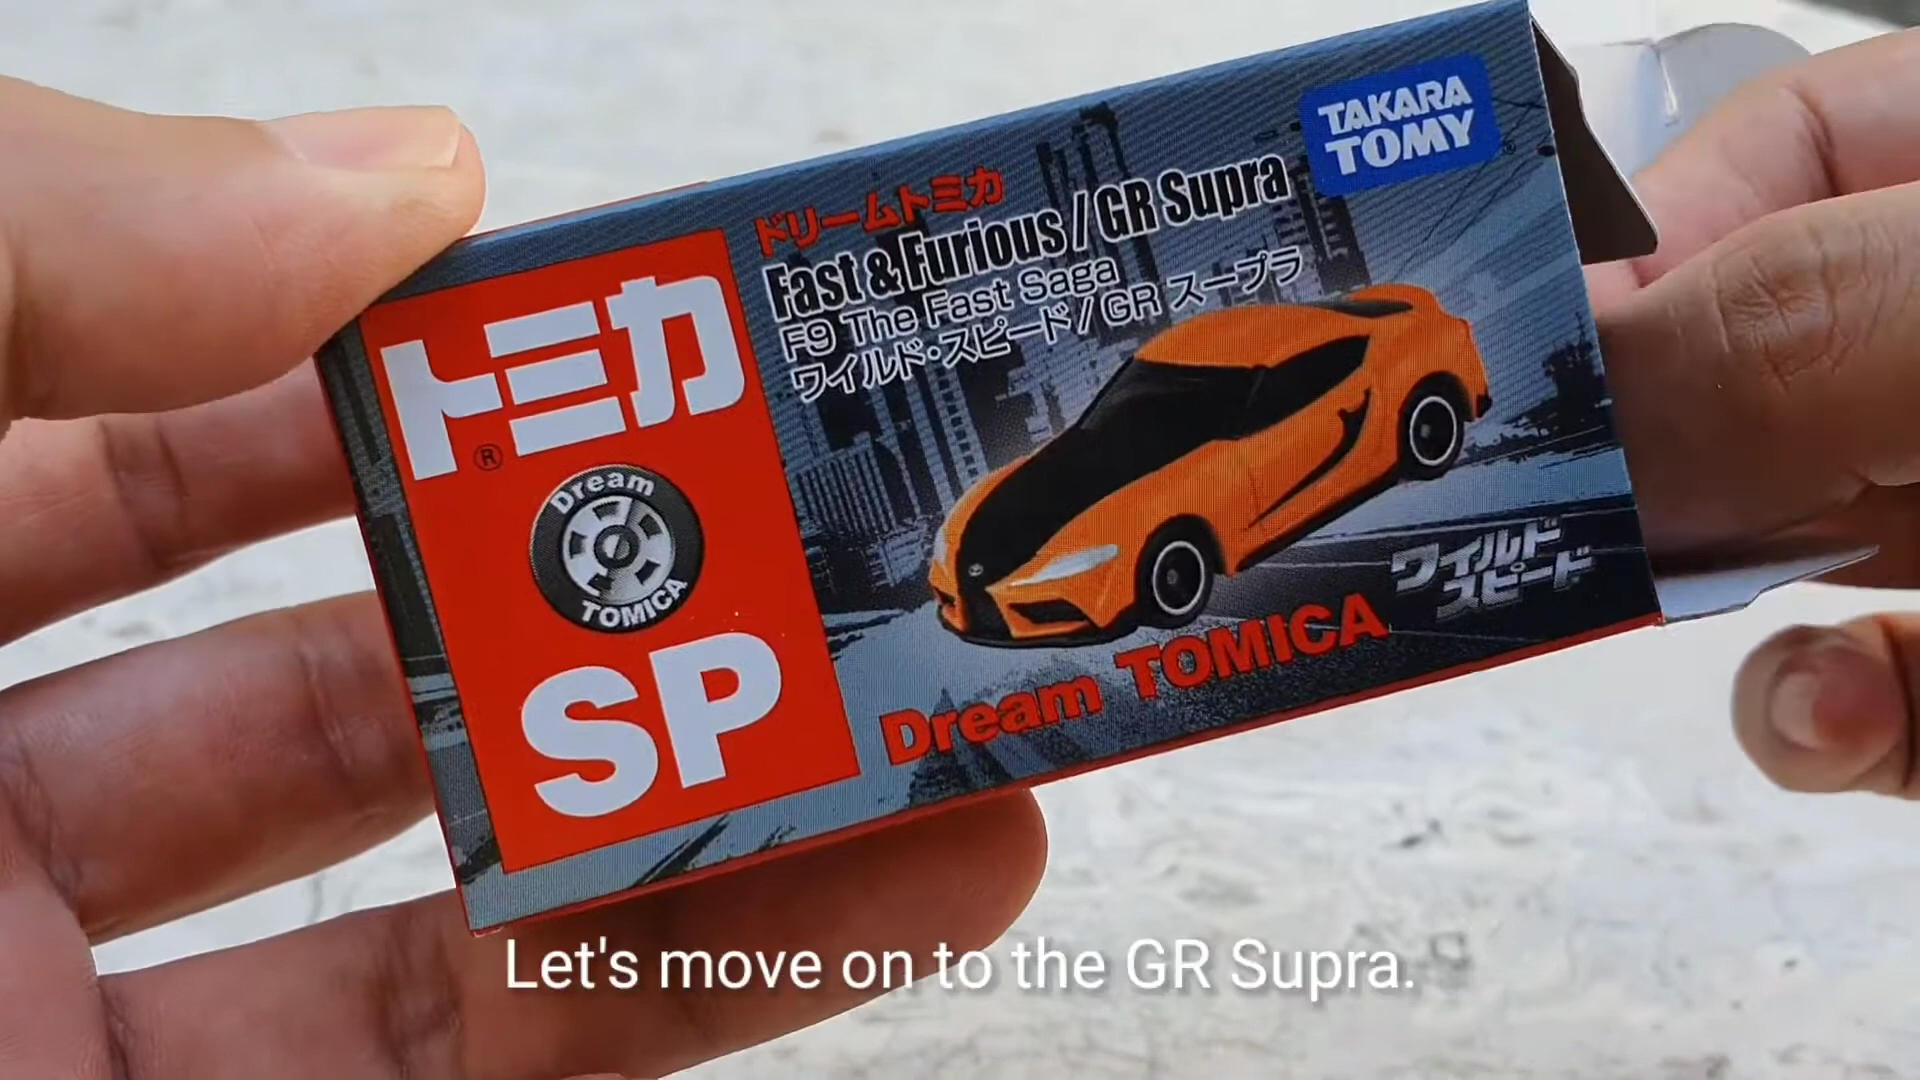 TAKARA
TOMY
ドリームトミカ
Fast & Furious / GR Supra
F9 The Fast Saga
ワイルド・スピード / GR スープラ
トミカ
®
Dream
TOMICA
SP
ワイルド
スピード
Dream TOMICA
Let's move on to the GR Supra.